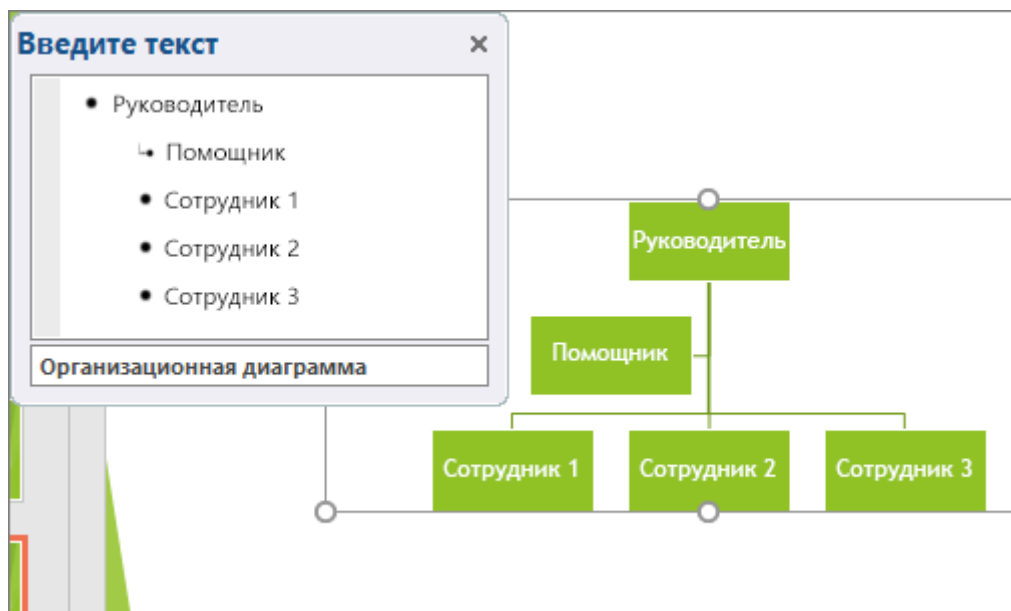 Введите текст
Руководитель
Помощник
Сотрудник 1
Сотрудник 2
Сотрудник 3
Организационная диаграмма
Руководитель
Помощник
Сотрудник 1
Сотрудник 2
Сотрудник 3